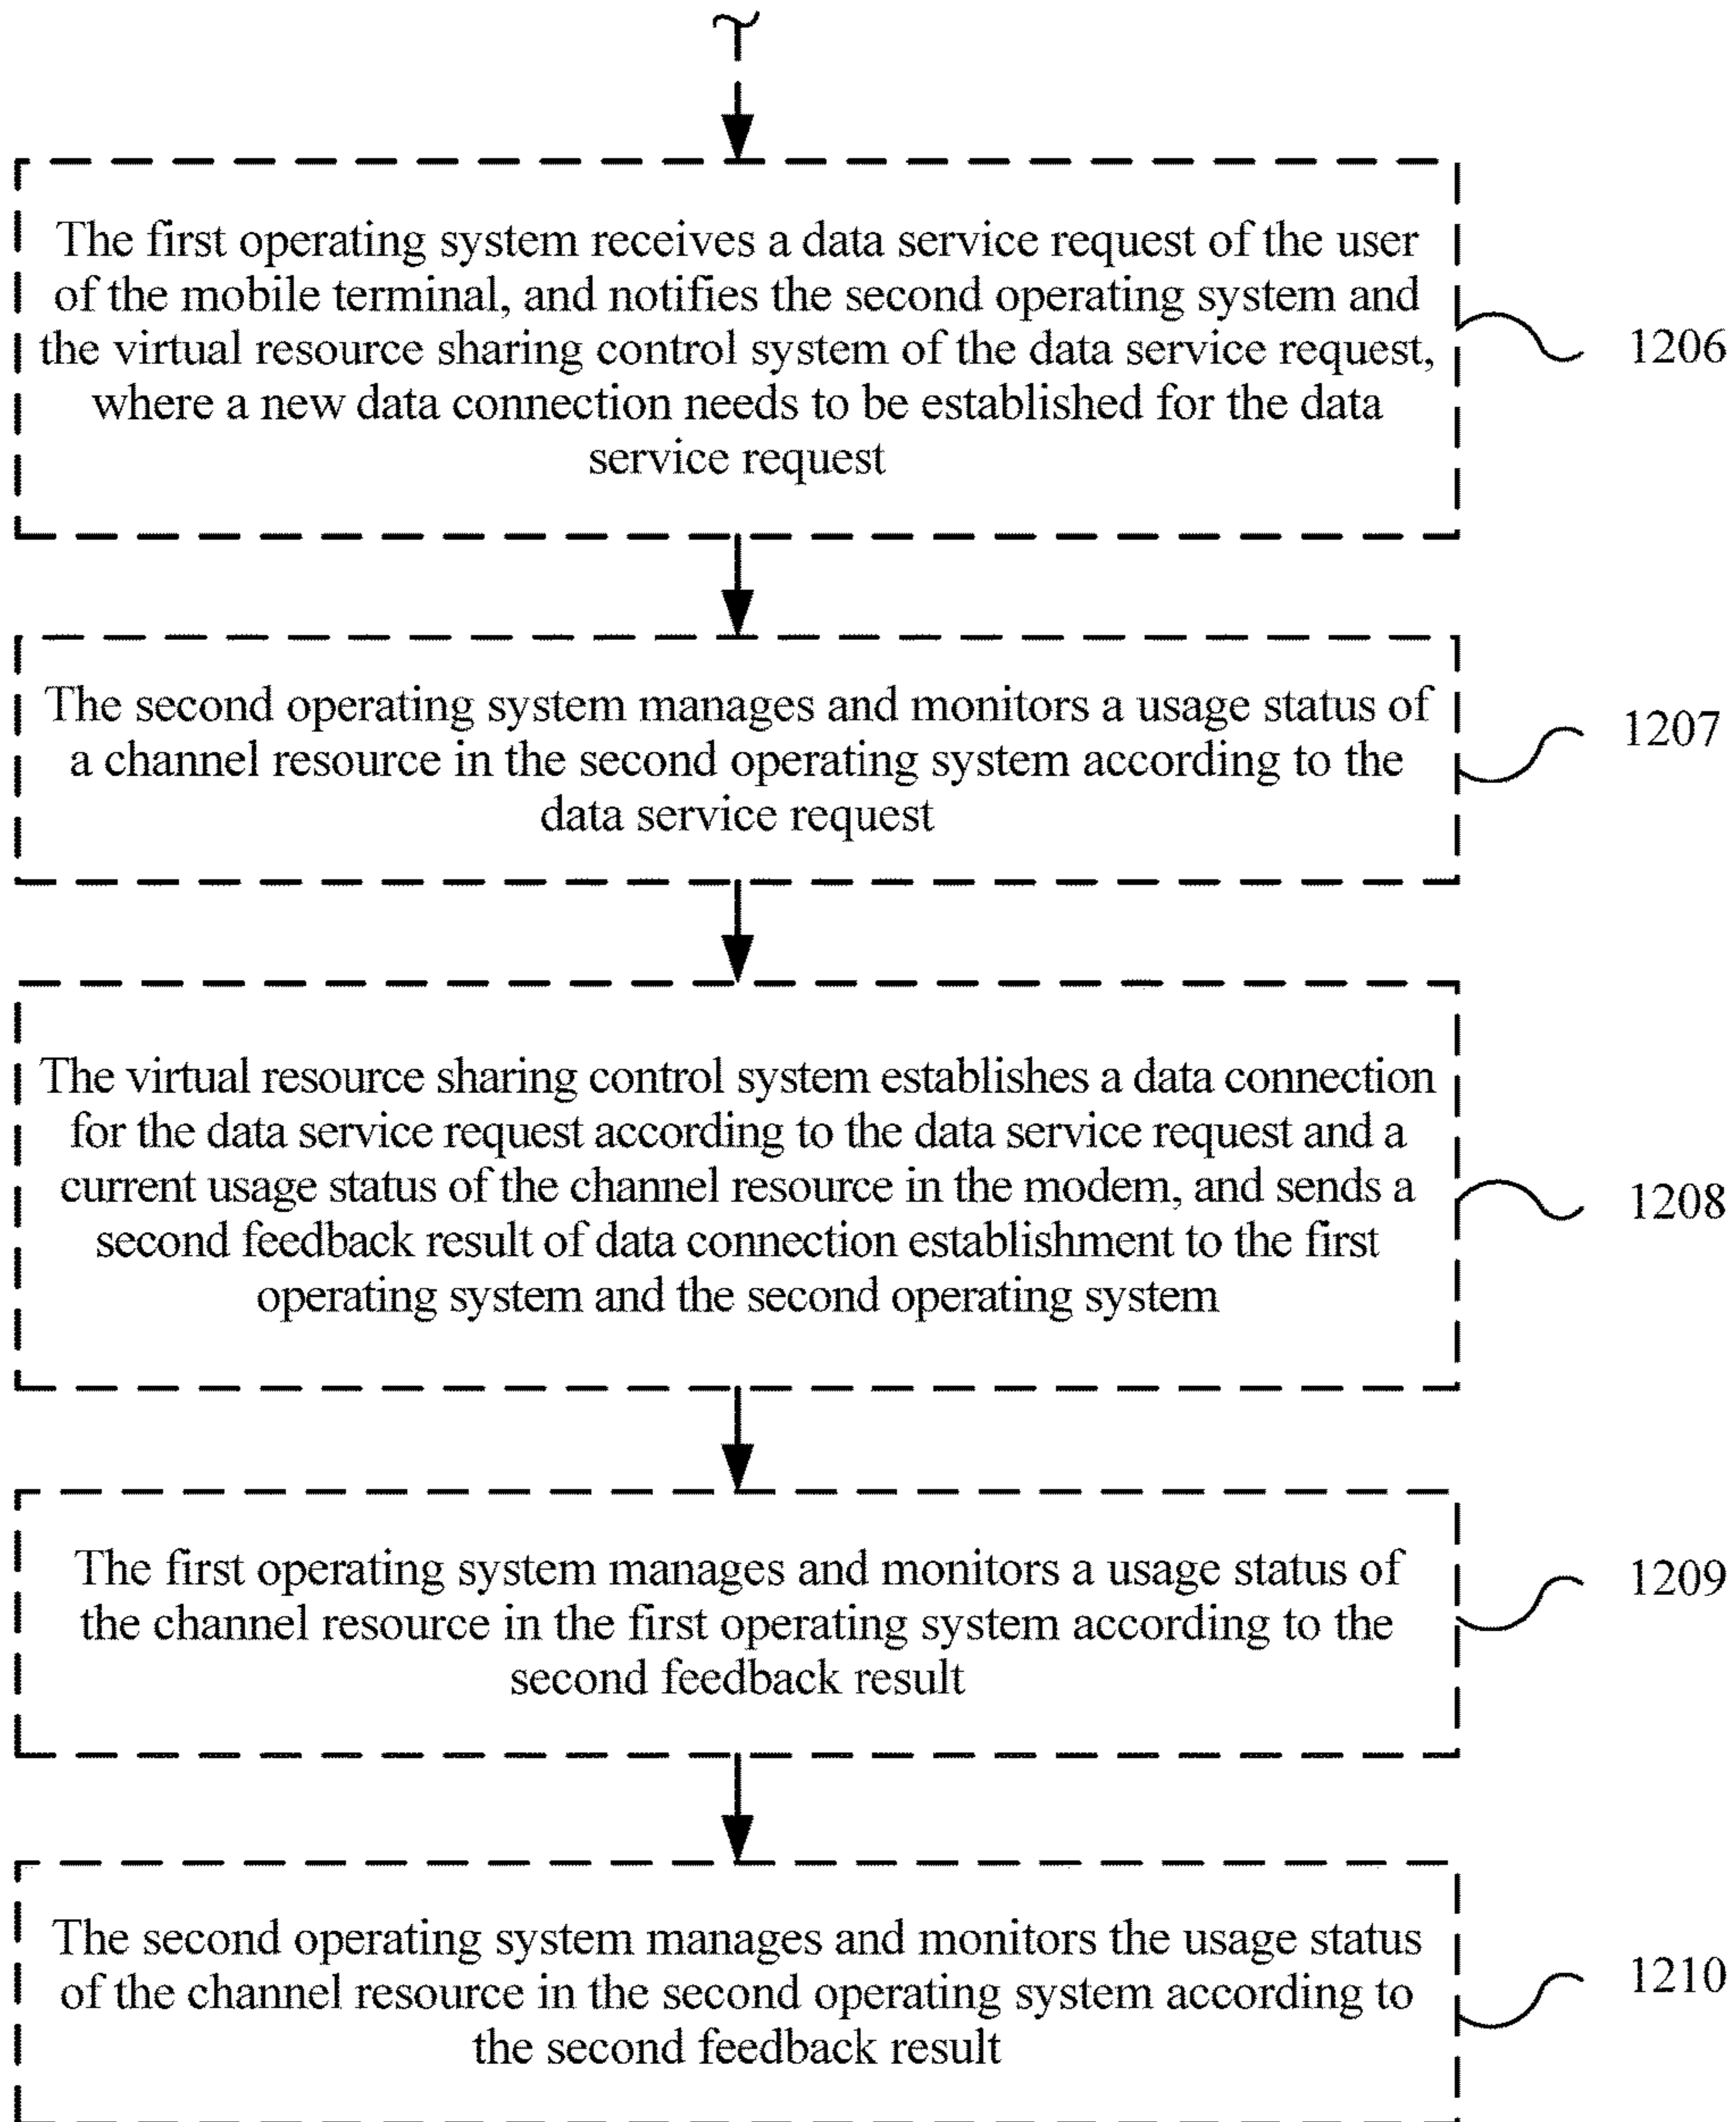 The first operating system receives a data service request of the user
of the mobile terminal, and notifies the second operating system and
the virtual resource sharing control system of the data service request,
where a new data connection needs to be established for the data
service request
1206
The second operating system manages and monitors a usage status of
a channel resource in the second operating system according to the
data service request
1207
The virtual resource sharing control system establishes a data connection
for the data service request according to the data service request and a
current usage status of the channel resource in the modem, and sends a
second feedback result of data connection establishment to the first
operating system and the second operating system
1208
The first operating system manages and monitors a usage status of
the channel resource in the first operating system according to the
second feedback result
1209
The second operating system manages and monitors the usage status
of the channel resource in the second operating system according to
the second feedback result
1210